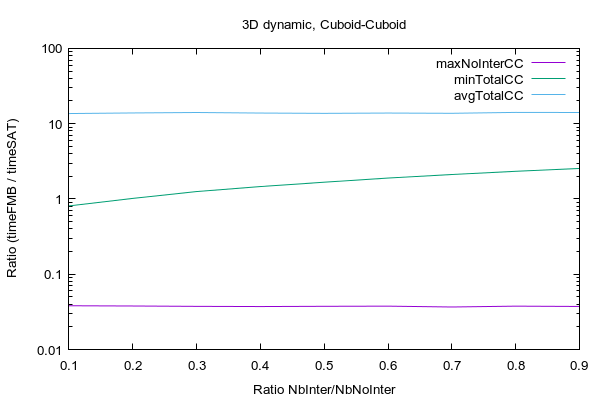 3D dynamic, Cuboid-Cuboid
100
10
1
0.1
0.01
Ratio (timeFMB / timeSAT)
maxNoInterCC
minTotalCC
avgTotalCC
0.1 0.2 0.3 0.4 0.5 0.6 0.7 0.8 0.9
Ratio NbInter/NbNoInter